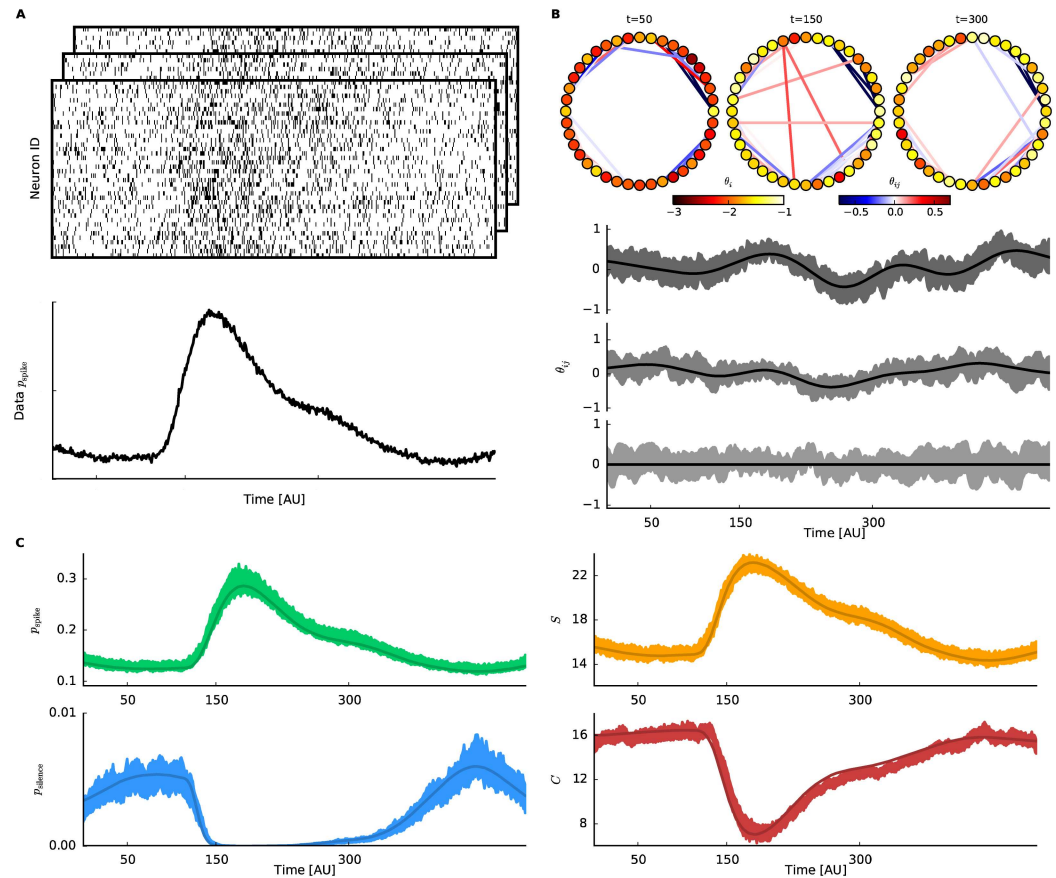 A
Neuron ID
Data p_spike
Time [AU]
B
t=50
t=150
t=300
θ_i
−3
−2
−1
θ_ij
−0.5
0.0
0.5
1
0
−1
1
0
−1
1
0
−1
θ_ij
50
150
300
Time [AU]
C
0.3
0.2
0.1
p_spike
50
150
300
22
18
14
S
50
150
300
0.01
0.00
p_silence
50
150
300
Time [AU]
16
12
8
C
50
150
300
Time [AU]